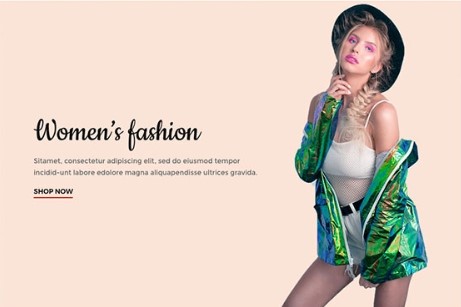 Women's fashion
Sitamet, consectetur adipiscing elit, sed do eiusmod tempor
incidid-unt labore edolore magna aliquapendisse ultrices gravida.
SHOP NOW